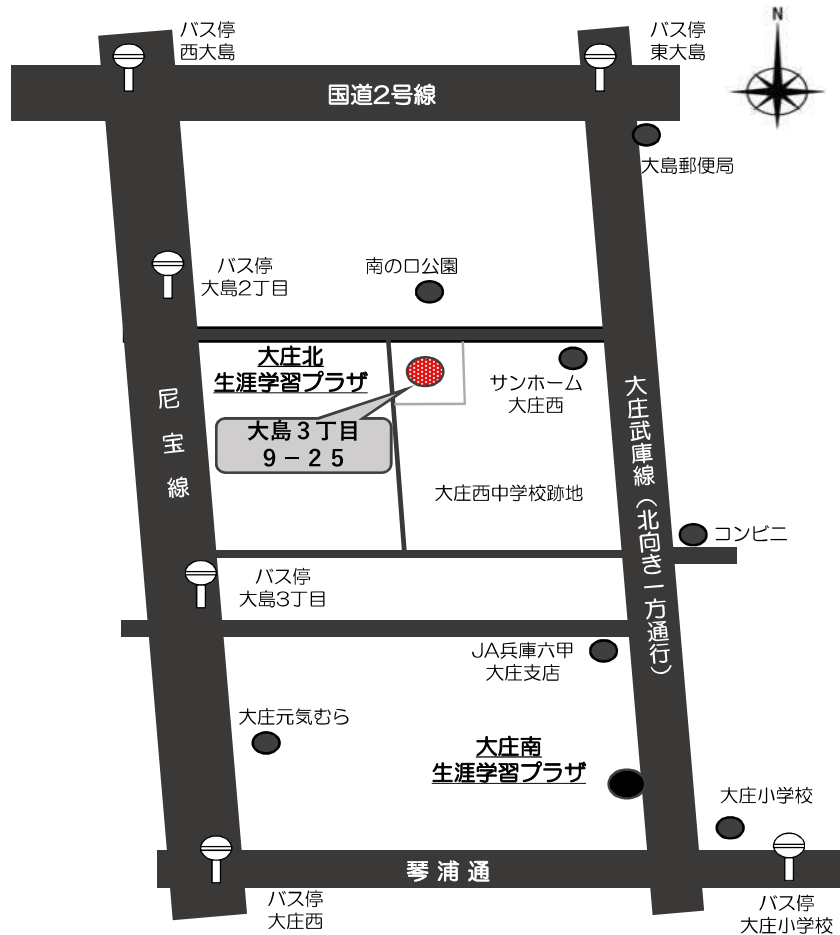 バス停
西大島
バス停
東大島
N
国道2号線
大島郵便局
バス停
大島2丁目
南の口公園
大庄北
生涯学習プラザ
サンホーム
大庄西
大島３丁目
９－２５
尼宝線
大庄武庫線（北向き一方通行）
大庄西中学校跡地
コンビニ
バス停
大島3丁目
JA兵庫六甲
大庄支店
大庄元気むら
大庄南
生涯学習プラザ
大庄小学校
琴浦通
バス停
大庄西
バス停
大庄小学校